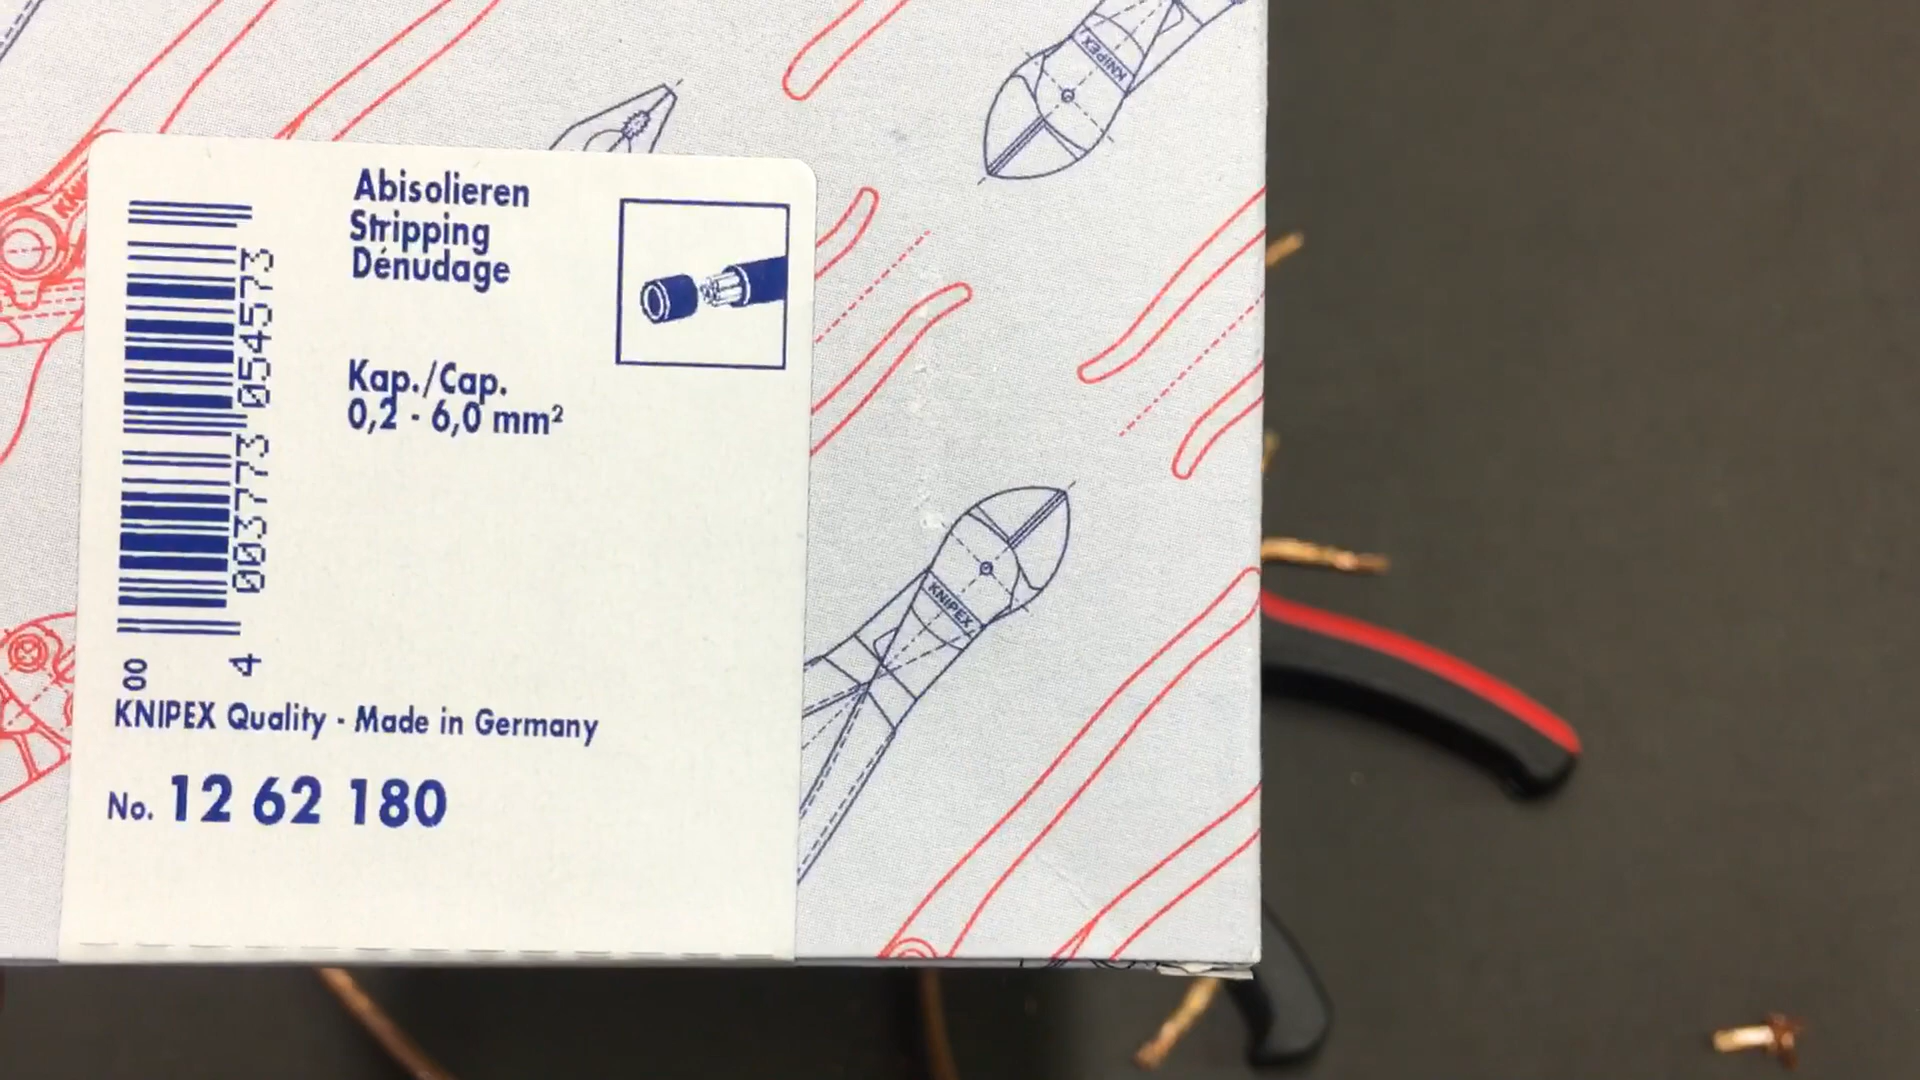 Abisolieren
Stripping
Dénudage
Kap./Cap.
0,2 - 6,0 mm²
4 003773 054573
00
KNIPEX Quality - Made in Germany
No. 12 62 180
KNIPEX
KNIPEX